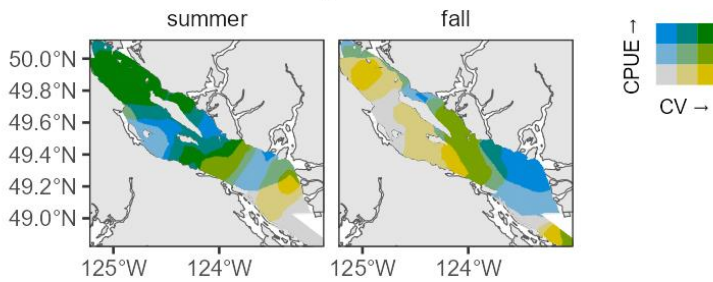 summer
fall
50.0°N
49.8°N
49.6°N
49.4°N
49.2°N
49.0°N
125°W
124°W
125°W
124°W
CPUE →
CV →